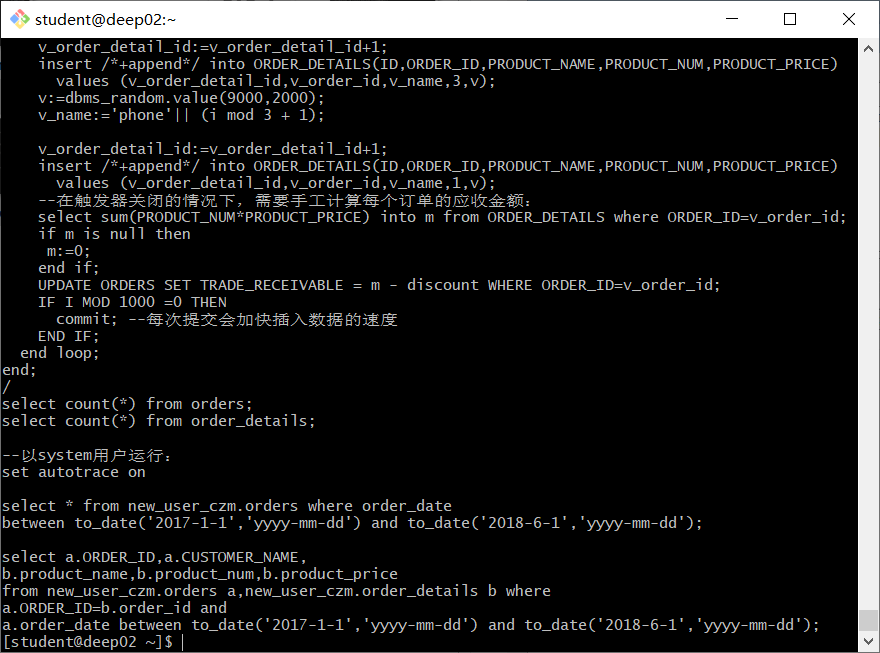 student@deep02:~
v_order_detail_id:=v_order_detail_id+1;
insert /*+append*/ into ORDER_DETAILS(ID,ORDER_ID,PRODUCT_NAME,PRODUCT_NUM,PRODUCT_PRICE)
values (v_order_detail_id,v_order_id,v_name,3,v);
v:=dbms_random.value(9000,2000);
v_name:='phone'|| (i mod 3 + 1);
v_order_detail_id:=v_order_detail_id+1;
insert /*+append*/ into ORDER_DETAILS(ID,ORDER_ID,PRODUCT_NAME,PRODUCT_NUM,PRODUCT_PRICE)
values (v_order_detail_id,v_order_id,v_name,1,v);
--在触发器关闭的情况下，需要手工计算每个订单的应收金额：
select sum(PRODUCT_NUM*PRODUCT_PRICE) into m from ORDER_DETAILS where ORDER_ID=v_order_id;
if m is null then
m:=0;
end if;
UPDATE ORDERS SET TRADE_RECEIVABLE = m - discount WHERE ORDER_ID=v_order_id;
IF I MOD 1000 =0 THEN
commit; --每次提交会加快插入数据的速度
END IF;
end loop;
end;
/
select count(*) from orders;
select count(*) from order_details;
--以system用户运行：
set autotrace on
select * from new_user_czm.orders where order_date
between to_date('2017-1-1','yyyy-mm-dd') and to_date('2018-6-1','yyyy-mm-dd');
select a.ORDER_ID,a.CUSTOMER_NAME,
b.product_name,b.product_num,b.product_price
from new_user_czm.orders a,new_user_czm.order_details b where
a.ORDER_ID=b.order_id and
a.order_date between to_date('2017-1-1','yyyy-mm-dd') and to_date('2018-6-1','yyyy-mm-dd');
[student@deep02 ~]$